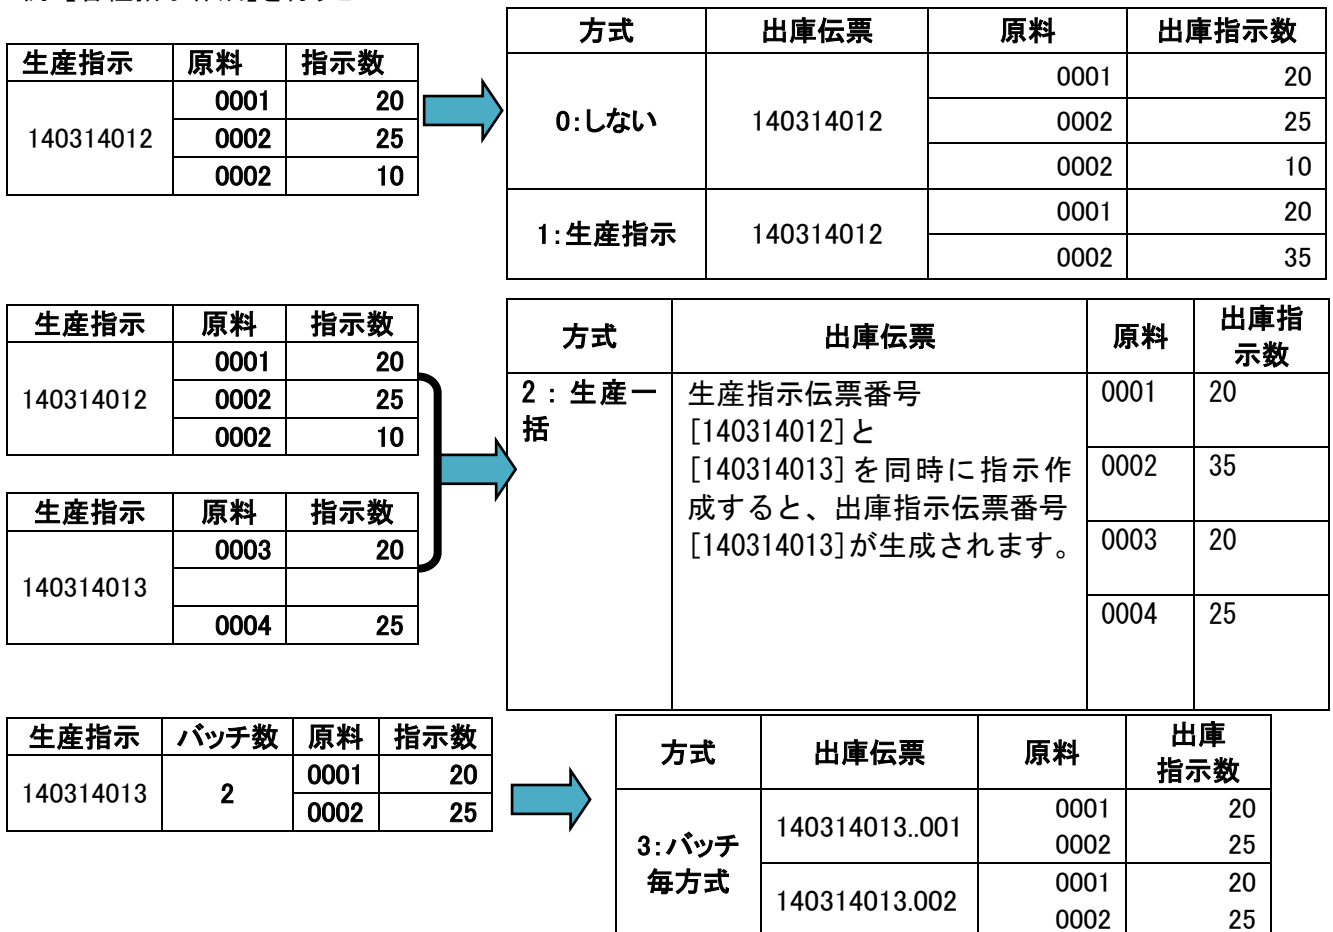 生産指示 原料 指示数
140314012
0001 20
0002 25
0002 10
方式 出庫伝票 原料 出庫指示数
0:しない 140314012
0001 20
0002 25
0002 10
1:生産指示 140314012
0001 20
0002 35
生産指示 原料 指示数
140314012
0001 20
0002 25
0002 10
生産指示 原料 指示数
140314013
0003 20
0004 25
方式 出庫伝票 原料 出庫指
示数
2：生産一
括
生産指示伝票番号
[140314012]と
[140314013]を同時に指示作
成すると、出庫指示伝票番号
[140314013]が生成されます。
0001 20
0002 35
0003 20
0004 25
生産指示 バッチ数 原料 指示数
140314013 2
0001 20
0002 25
方式 出庫伝票 原料 出庫
指示数
3:バッチ
毎方式
140314013..001
0001 20
0002 25
140314013.002
0001 20
0002 25